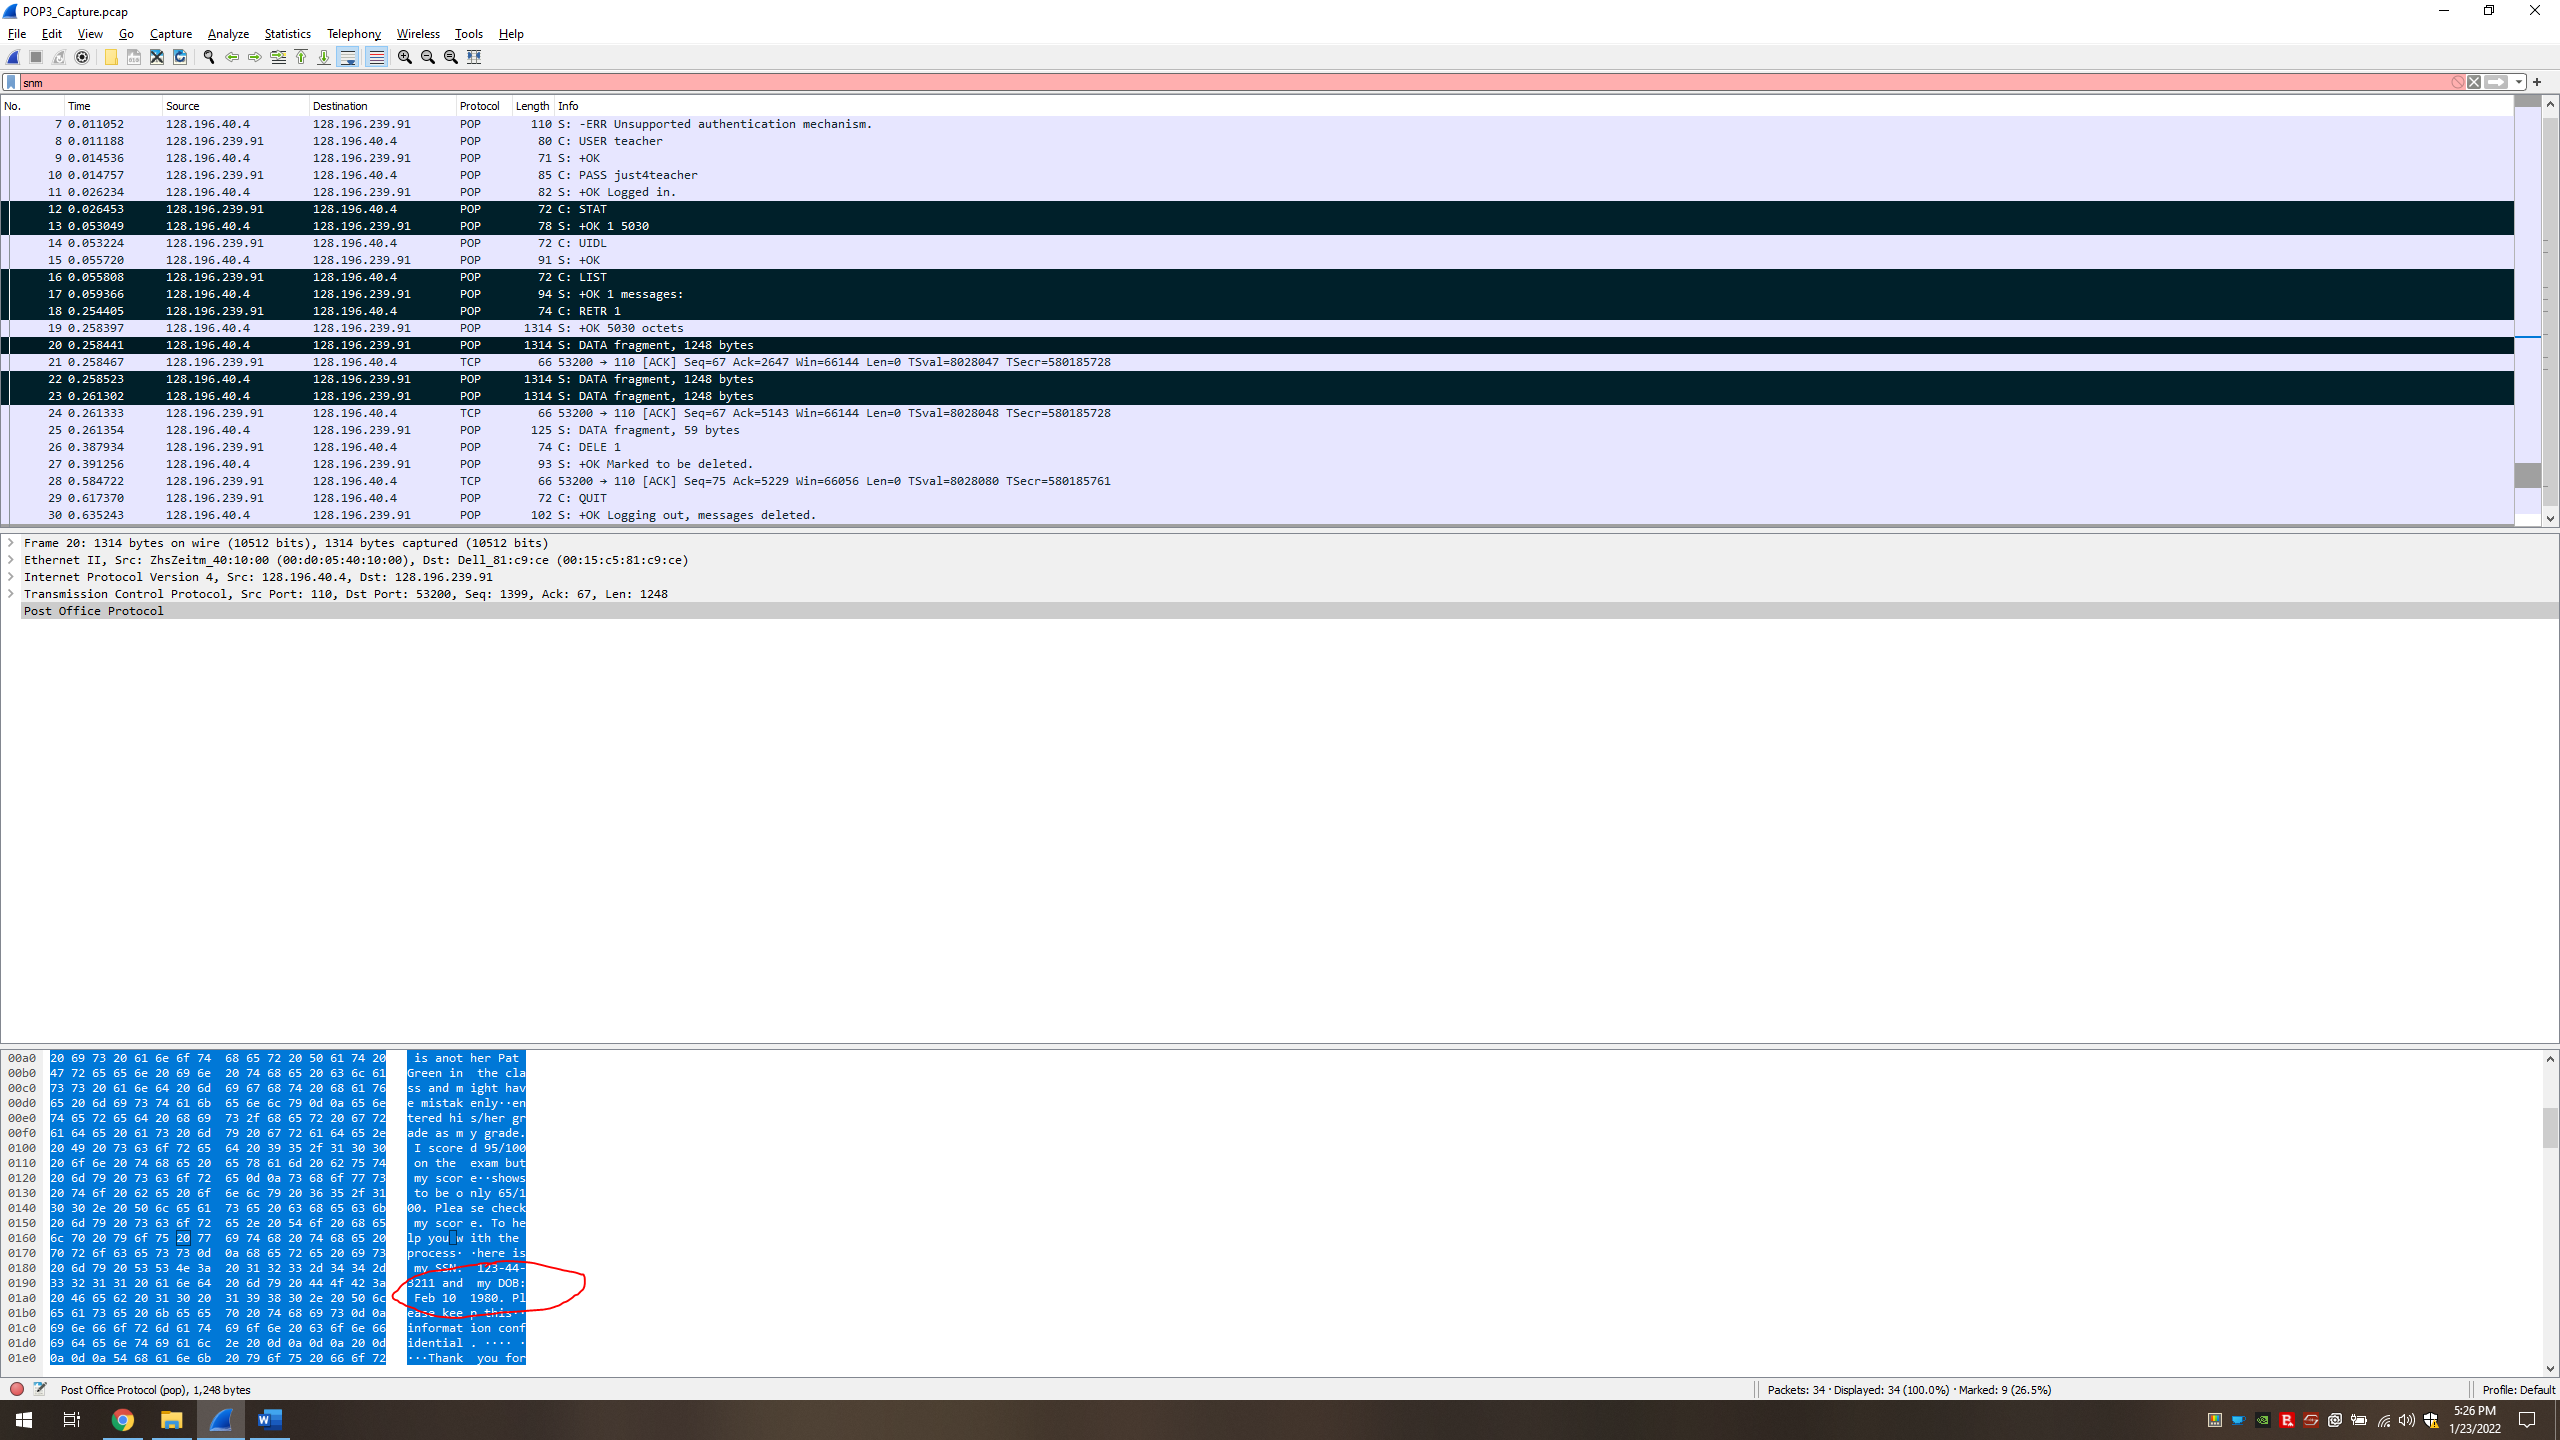 POP3_Capture.pcap
File Edit View Go Capture Analyze Statistics Telephony Wireless Tools Help
snm
No. Time Source Destination Protocol Length Info
7 0.011052 128.196.40.4 128.196.239.91 POP 110 S: -ERR Unsupported authentication mechanism.
8 0.011188 128.196.239.91 128.196.40.4 POP 80 C: USER teacher
9 0.014536 128.196.40.4 128.196.239.91 POP 71 S: +OK
10 0.014757 128.196.239.91 128.196.40.4 POP 85 C: PASS just4teacher
11 0.026234 128.196.40.4 128.196.239.91 POP 82 S: +OK Logged in.
12 0.026453 128.196.239.91 128.196.40.4 POP 72 C: STAT
13 0.053049 128.196.40.4 128.196.239.91 POP 78 S: +OK 1 5030
14 0.053224 128.196.239.91 128.196.40.4 POP 72 C: UIDL
15 0.055720 128.196.40.4 128.196.239.91 POP 91 S: +OK
16 0.055808 128.196.239.91 128.196.40.4 POP 72 C: LIST
17 0.059366 128.196.40.4 128.196.239.91 POP 94 S: +OK 1 messages:
18 0.254405 128.196.239.91 128.196.40.4 POP 74 C: RETR 1
19 0.258397 128.196.40.4 128.196.239.91 POP 1314 S: +OK 5030 octets
20 0.258441 128.196.40.4 128.196.239.91 POP 1314 S: DATA fragment, 1248 bytes
21 0.258467 128.196.239.91 128.196.40.4 TCP 66 53200 → 110 [ACK] Seq=67 Ack=2647 Win=66144 Len=0 TSval=8028047 TSecr=580185728
22 0.258523 128.196.40.4 128.196.239.91 POP 1314 S: DATA fragment, 1248 bytes
23 0.261302 128.196.40.4 128.196.239.91 POP 1314 S: DATA fragment, 1248 bytes
24 0.261333 128.196.239.91 128.196.40.4 TCP 66 53200 → 110 [ACK] Seq=67 Ack=5143 Win=66144 Len=0 TSval=8028048 TSecr=580185728
25 0.261354 128.196.40.4 128.196.239.91 POP 125 S: DATA fragment, 59 bytes
26 0.387934 128.196.239.91 128.196.40.4 POP 74 C: DELE 1
27 0.391256 128.196.40.4 128.196.239.91 POP 93 S: +OK Marked to be deleted.
28 0.584722 128.196.239.91 128.196.40.4 TCP 66 53200 → 110 [ACK] Seq=75 Ack=5229 Win=66056 Len=0 TSval=8028080 TSecr=580185761
29 0.617370 128.196.239.91 128.196.40.4 POP 72 C: QUIT
30 0.635243 128.196.40.4 128.196.239.91 POP 102 S: +OK Logging out, messages deleted.
Frame 20: 1314 bytes on wire (10512 bits), 1314 bytes captured (10512 bits)
Ethernet II, Src: ZhsZeitm_40:10:00 (00:d0:05:40:10:00), Dst: Dell_81:c9:ce (00:15:c5:81:c9:ce)
Internet Protocol Version 4, Src: 128.196.40.4, Dst: 128.196.239.91
Transmission Control Protocol, Src Port: 110, Dst Port: 53200, Seq: 1399, Ack: 67, Len: 1248
Post Office Protocol
00a0 20 69 73 20 61 6e 6f 74 68 65 72 20 50 61 74 20 is anot her Pat
00b0 47 72 65 65 6e 20 69 6e 20 74 68 65 20 63 6c 61 Green in the cla
00c0 73 73 20 61 6e 64 20 6d 69 67 68 74 20 68 61 76 ss and m ight hav
00d0 65 20 6d 69 73 74 61 6b 65 6e 6c 79 0d 0a 65 6e e mistak enly··en
00e0 74 65 72 65 64 20 68 69 73 2f 68 65 72 20 67 72 tered hi s/her gr
00f0 61 64 65 20 61 73 20 6d 79 20 67 72 61 64 65 2e ade as m y grade.
0100 20 49 20 73 63 6f 72 65 64 20 39 35 2f 31 30 30 I score d 95/100
0110 20 6f 6e 20 74 68 65 20 65 78 61 6d 20 62 75 74 on the exam but
0120 20 6d 79 20 73 63 6f 72 65 0d 0a 73 68 6f 77 73 my scor e··shows
0130 20 74 6f 20 62 65 20 6f 6e 6c 79 20 36 35 2f 31 to be o nly 65/1
0140 30 30 2e 20 50 6c 65 61 73 65 20 63 68 65 63 6b 00. Plea se check
0150 20 6d 79 20 73 63 6f 72 65 2e 20 54 6f 20 68 65 my scor e. To he
0160 6c 70 20 79 6f 75 20 77 69 74 68 20 74 68 65 20 lp you w ith the
0170 70 72 6f 63 65 73 73 0d 0a 68 65 72 65 20 69 73 process· ·here is
0180 20 6d 79 20 53 53 4e 3a 20 31 32 33 2d 34 34 2d my SSN: 123-44-
0190 33 32 31 31 20 61 6e 64 20 6d 79 20 44 4f 42 3a 3211 and my DOB:
01a0 20 46 65 62 20 31 30 20 31 39 38 30 2e 20 50 6c Feb 10 1980. Pl
01b0 65 61 73 65 20 6b 65 65 70 20 74 68 69 73 0d 0a ease kee p this··
01c0 69 6e 66 6f 72 6d 61 74 69 6f 6e 20 63 6f 6e 66 informat ion conf
01d0 69 64 65 6e 74 69 61 6c 2e 20 0d 0a 0d 0a 20 0d idential . ···· ·
01e0 0a 0d 0a 54 68 61 6e 6b 20 79 6f 75 20 66 6f 72 ···Thank you for
Post Office Protocol (pop), 1,248 bytes
Packets: 34 · Displayed: 34 (100.0%) · Marked: 9 (26.5%)
Profile: Default
5:26 PM
1/23/2022